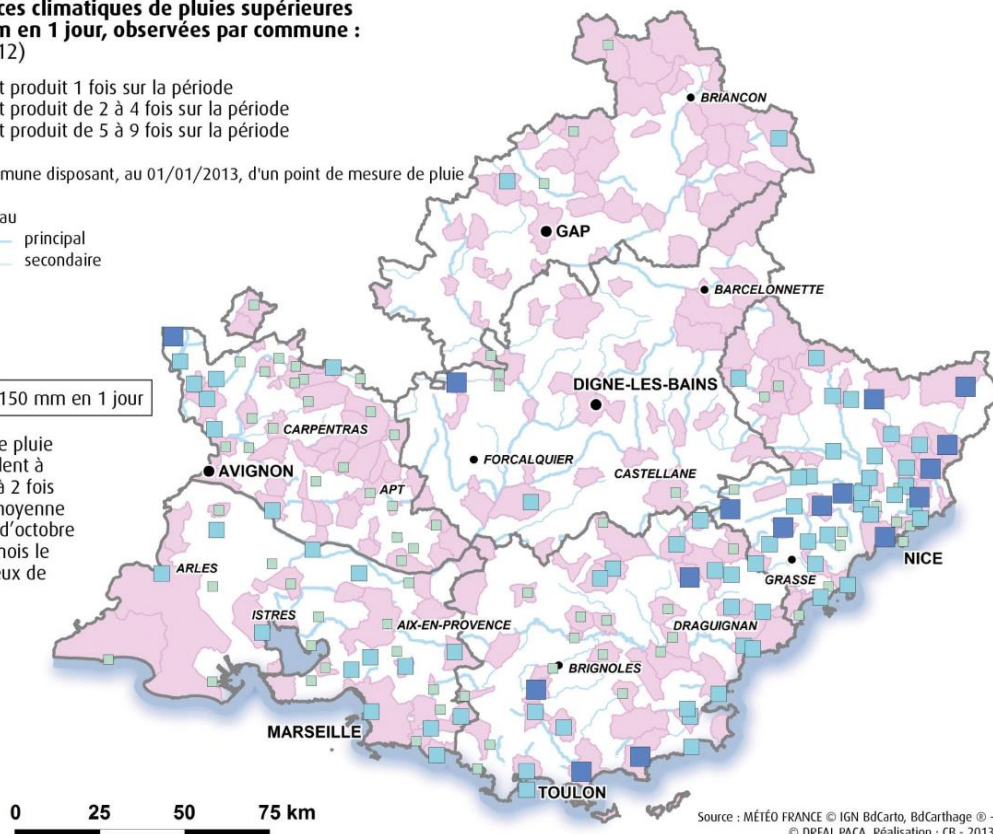 ces climatiques de pluies supérieures
m en 1 jour, observées par commune :
12)
t produit 1 fois sur la période
t produit de 2 à 4 fois sur la période
t produit de 5 à 9 fois sur la période
mmune disposant, au 01/01/2013, d'un point de mesure de pluie
au
principal
secondaire
150 mm en 1 jour
e pluie
dent à
à 2 fois
moyenne
d'octobre
mois le
eux de
BRIANCON
GAP
BARCELONNETTE
DIGNE-LES-BAINS
CARPENTRAS
FORCALQUIER
AVIGNON
CASTELLANE
APT
ARLES
NICE
GRASSE
ISTRES
AIX-EN-PROVENCE
DRAGUIGNAN
BRIGNOLES
MARSEILLE
TOULON
0 25 50 75 km
Source : MÉTÉO FRANCE © IGN BdCarto, BdCarthage ® -
© DREAL PACA Réalisation : CB - 2013